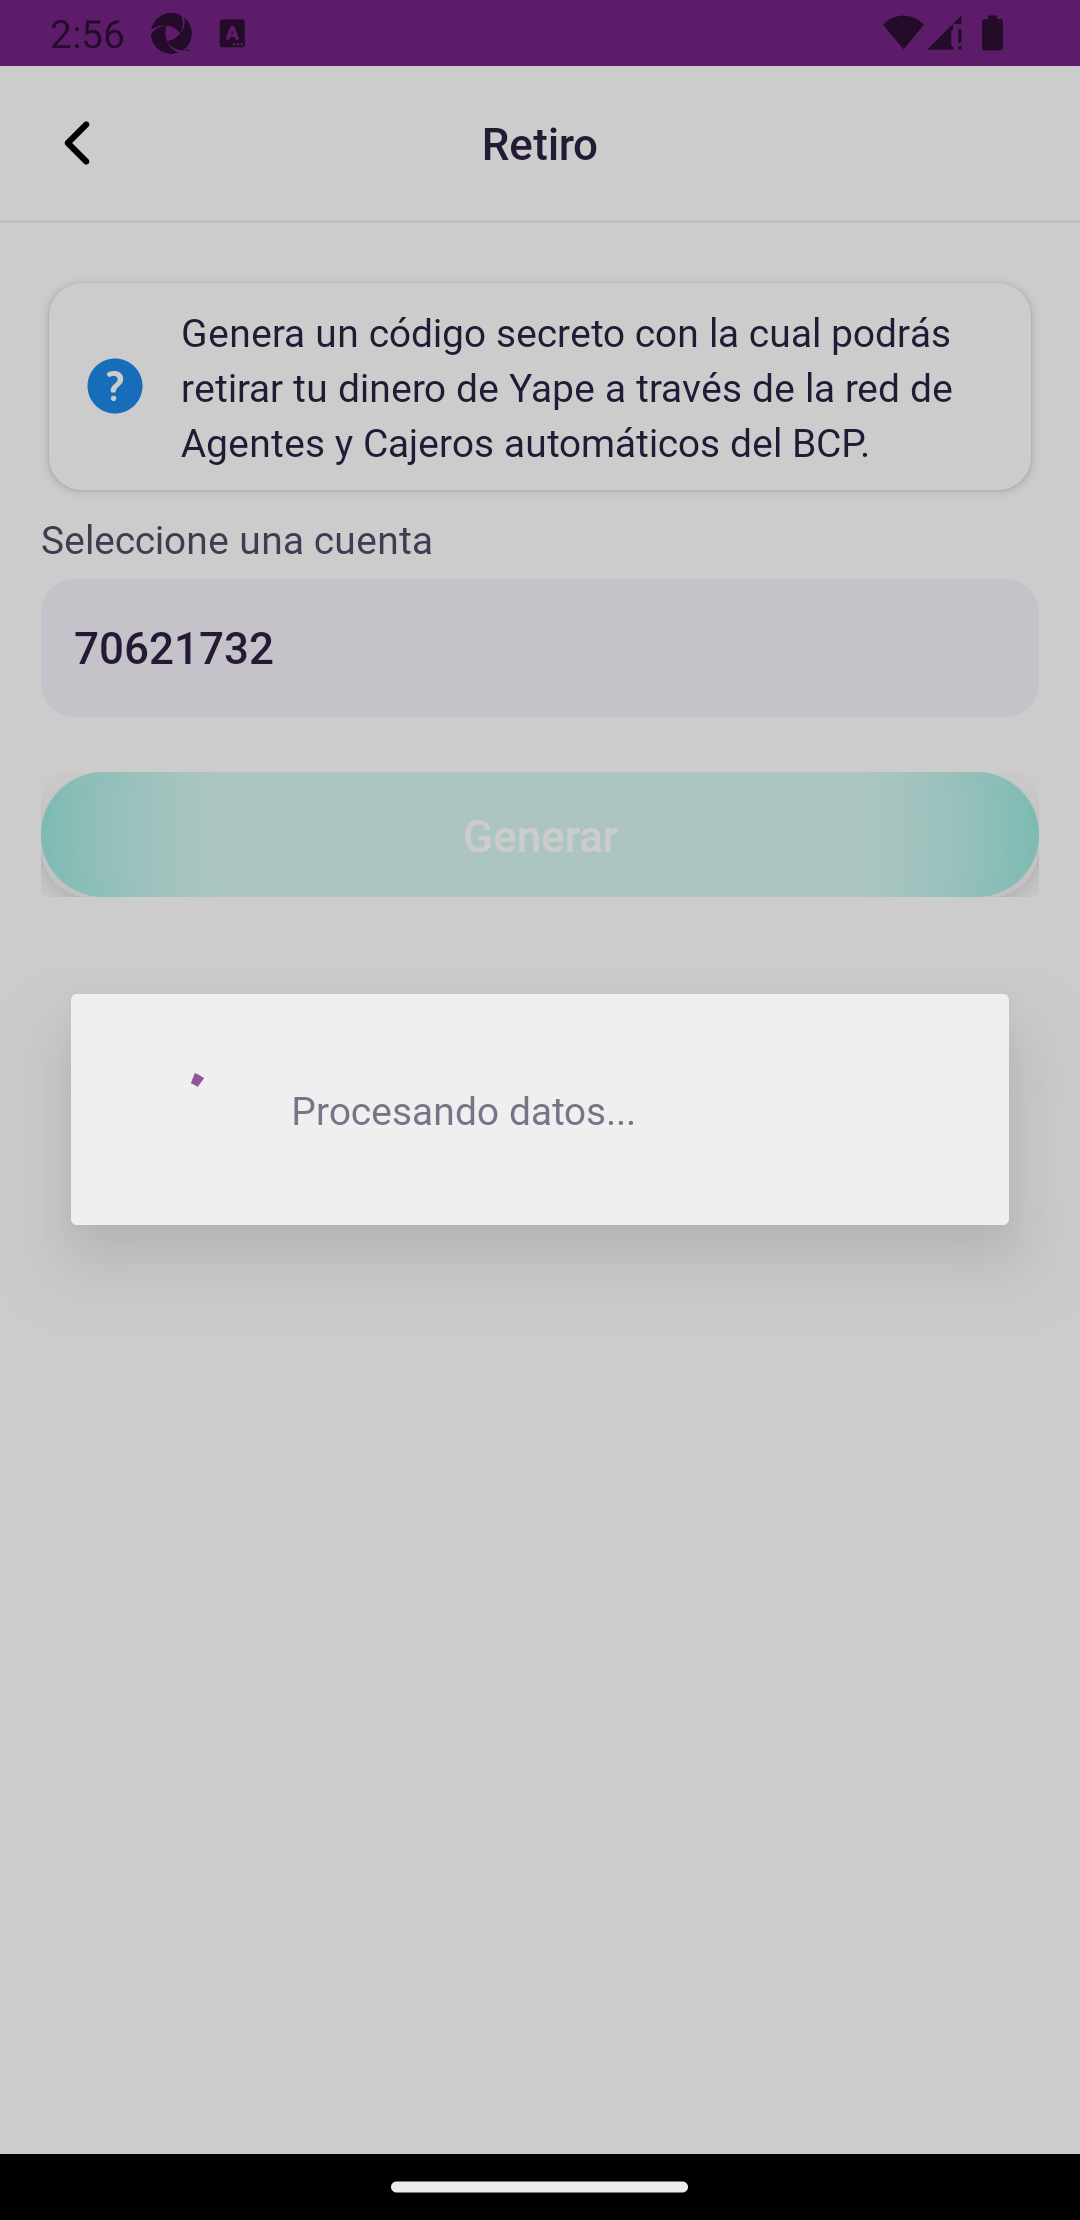 2:56
Retiro
Genera un código secreto con la cual podrás
retirar tu dinero de Yape a través de la red de
Agentes y Cajeros automáticos del BCP.
Seleccione una cuenta
70621732
Generar
Procesando datos...